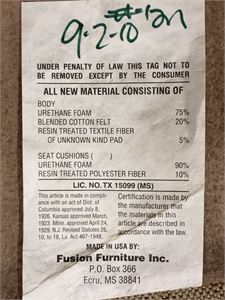 9-2-10
UNDER PENALTY OF LAW THIS TAG NOT TO
BE REMOVED EXCEPT BY THE CONSUMER
ALL NEW MATERIAL CONSISTING OF
BODY
URETHANE FOAM 75%
BLENDED COTTON FELT 20%
RESIN TREATED TEXTILE FIBER
OF UNKNOWN KIND PAD 5%
SEAT CUSHIONS ( )
URETHANE FOAM 90%
RESIN TREATED POLYESTER FIBER 10%
LIC. NO. TX 15099 (MS)
This article is made in compli-
ance with an act of Dist. of
Columbia approved July 8,
1926. Kansas approved March,
1923. Minn. approved April 24,
1929. N.J. Revised Statutes 26,
10, to 18, La. Act 467-1948.
Certification is made by
the manufacturer that
the materials in this
article are described in
accordance with the law.
MADE IN USA BY:
Fusion Furniture Inc.
P.O. Box 366
Ecru, MS 38841